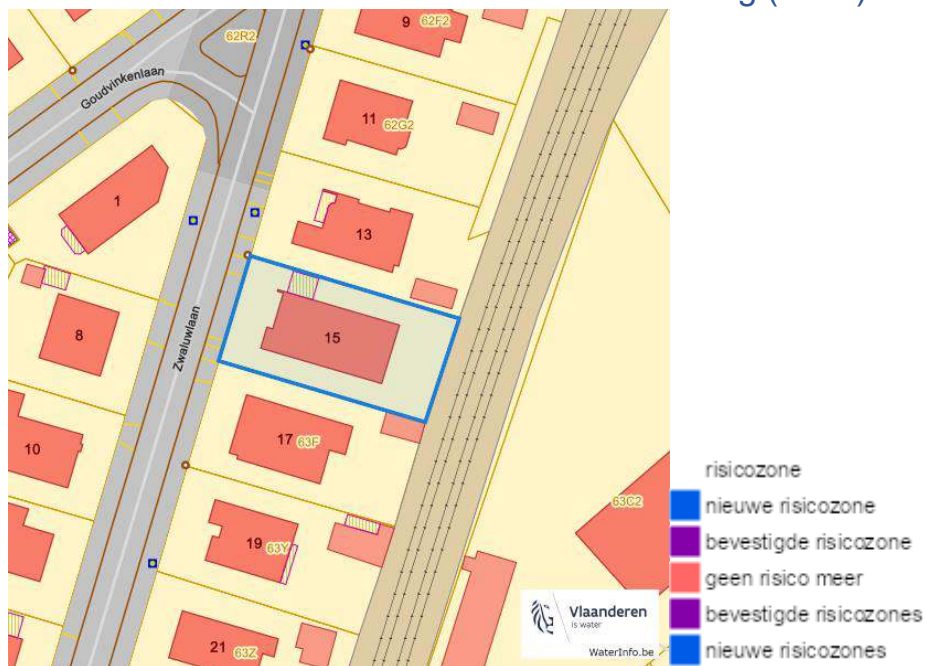 9 62F2
62R2
Goudvinkenlaan
11 62G2
1
13
15
Zwaluwlaan
8
10
17 63F
63C2
19 63Y
21 63Z
Vlaanderen
is water
WaterInfo.be
risicozone
nieuwe risicozone
bevestigde risicozone
geen risico meer
bevestigde risicozones
nieuwe risicozones